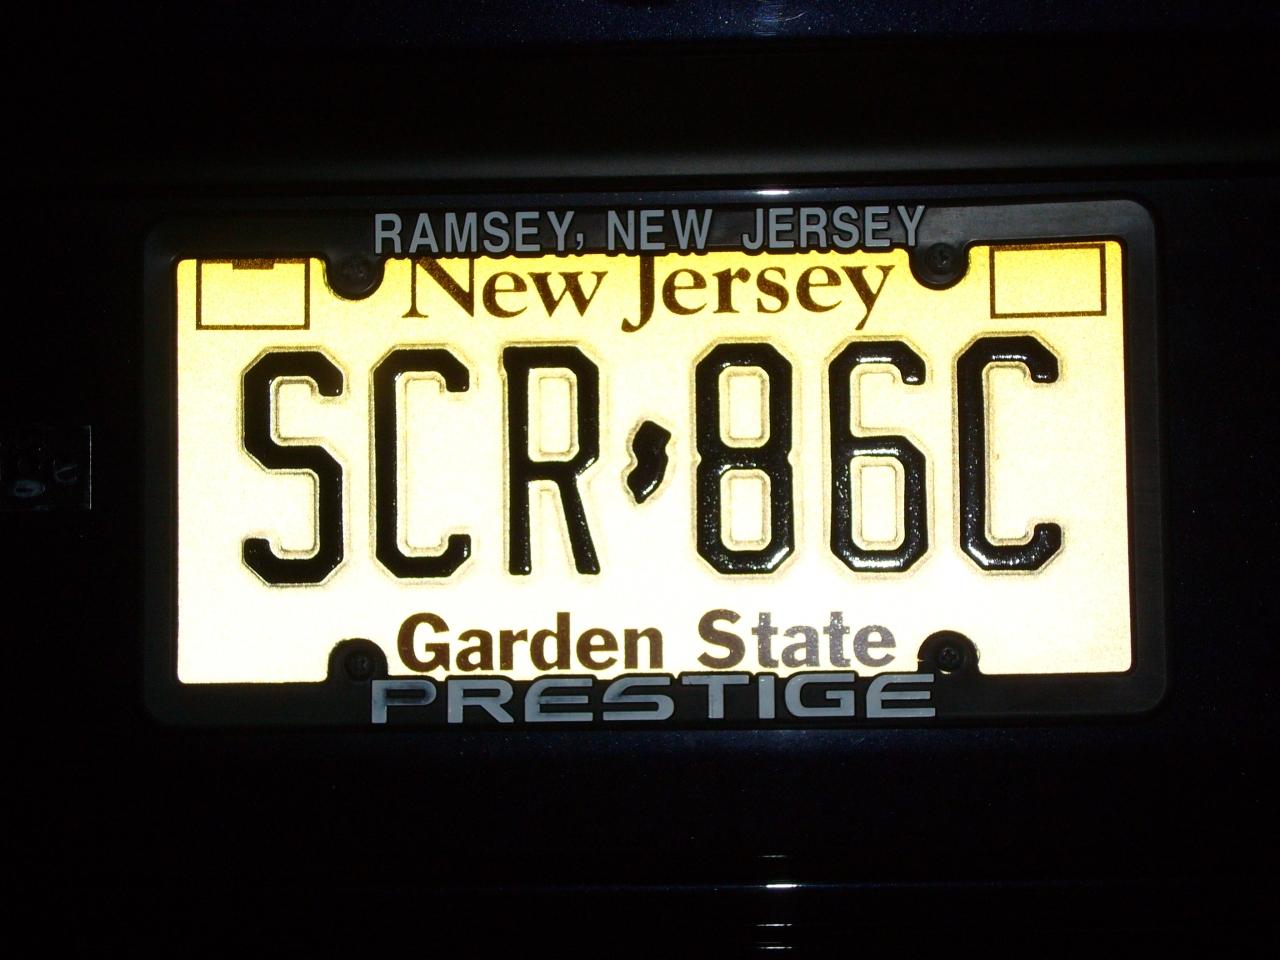 RAMSEY, NEW JERSEY
New Jersey
SCR 86C
Garden State
PRESTIGE